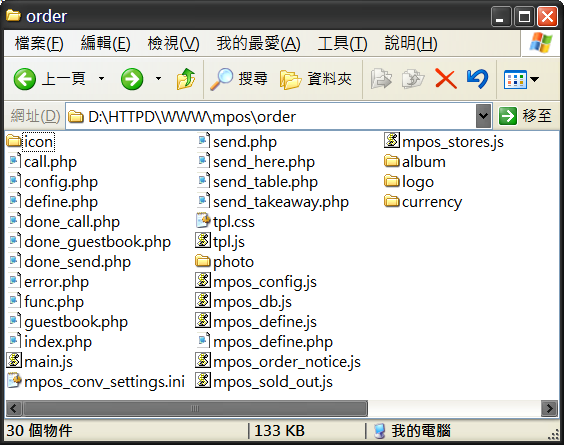 order
檔案(F) 編輯(E) 檢視(V) 我的最愛(A) 工具(T) 說明(H)
上一頁 搜尋 資料夾
網址(D) D:\HTTPD\WWW\mpos\order 移至
icon
call.php
config.php
define.php
done_call.php
done_guestbook.php
done_send.php
error.php
func.php
guestbook.php
index.php
main.js
mpos_conv_settings.ini
send.php
send_here.php
send_table.php
send_takeaway.php
tpl.css
tpl.js
photo
mpos_config.js
mpos_db.js
mpos_define.js
mpos_define.php
mpos_order_notice.js
mpos_sold_out.js
mpos_stores.js
album
logo
currency
30 個物件 133 KB 我的電腦